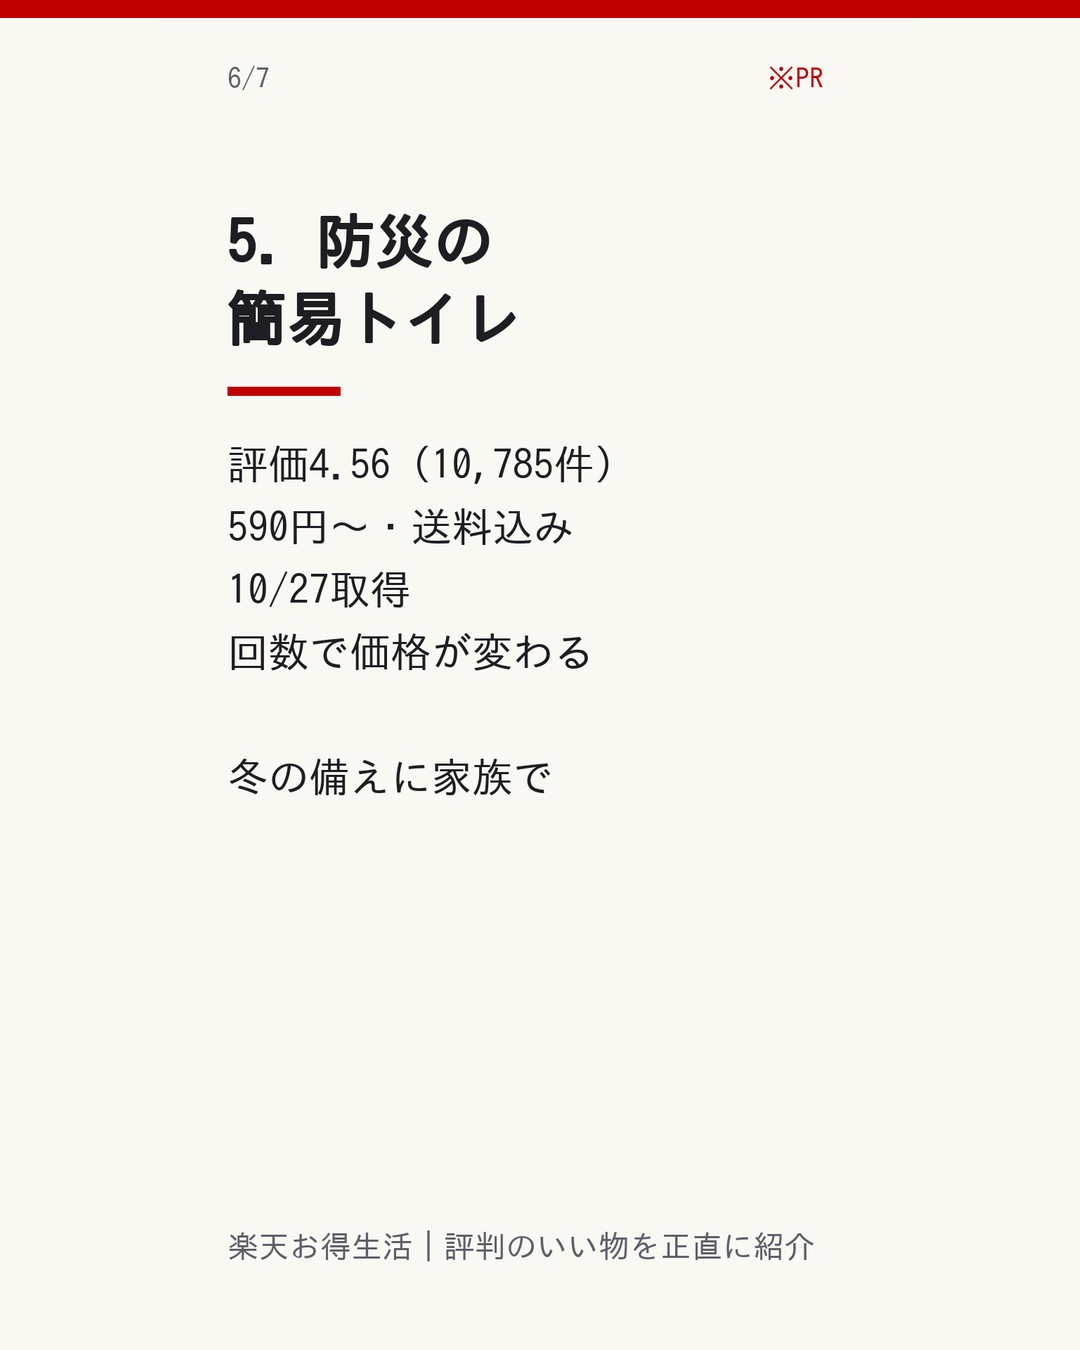 6/7
※PR
5. 防災の
簡易トイレ
評価4.56（10,785件）
590円〜・送料込み
10/27取得
回数で価格が変わる
冬の備えに家族で
楽天お得生活｜評判のいい物を正直に紹介